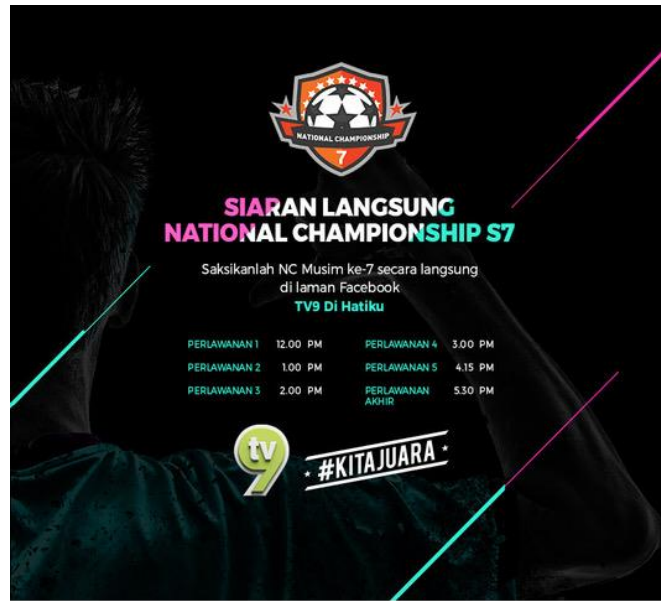 NATIONAL CHAMPIONSHIP
7
SIARAN LANGSUNG
NATIONAL CHAMPIONSHIP S7
Saksikanlah NC Musim ke-7 secara langsung
di laman Facebook
TV9 Di Hatiku
PERLAWANAN 1 12.00 PM
PERLAWANAN 2 1.00 PM
PERLAWANAN 3 2.00 PM
PERLAWANAN 4 3.00 PM
PERLAWANAN 5 4.15 PM
PERLAWANAN 5.30 PM
AKHIR
tv
9
#KITAJUARA